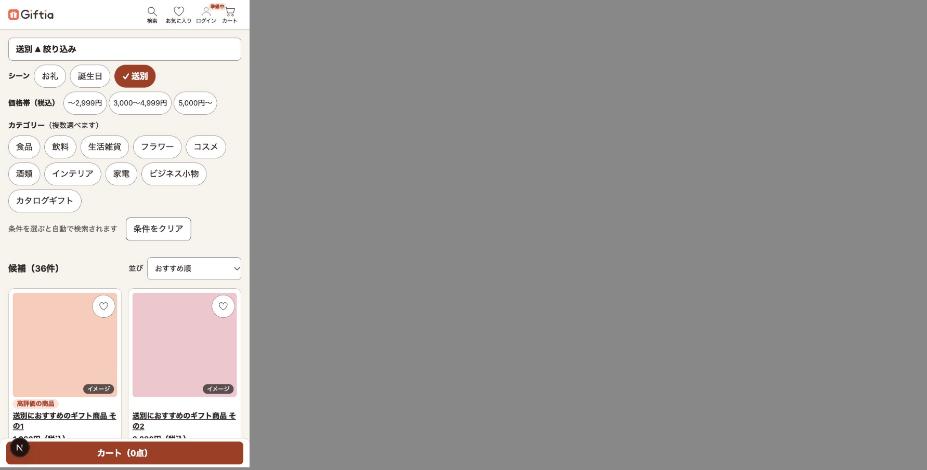 Giftia
検索
お気に入り
準備中
ログイン
カート
送別 ▲ 絞り込み
シーン お礼 誕生日 ✓ 送別
価格帯（税込） 〜2,999円 3,000〜4,999円 5,000円〜
カテゴリー（複数選べます）
食品 飲料 生活雑貨 フラワー コスメ
酒類 インテリア 家電 ビジネス小物
カタログギフト
条件を選ぶと自動で検索されます 条件をクリア
候補（36件） 並び おすすめ順
イメージ イメージ
高評価の商品
送別におすすめのギフト商品 そ
の1
送別におすすめのギフト商品 そ
の2
N
カート（0点）